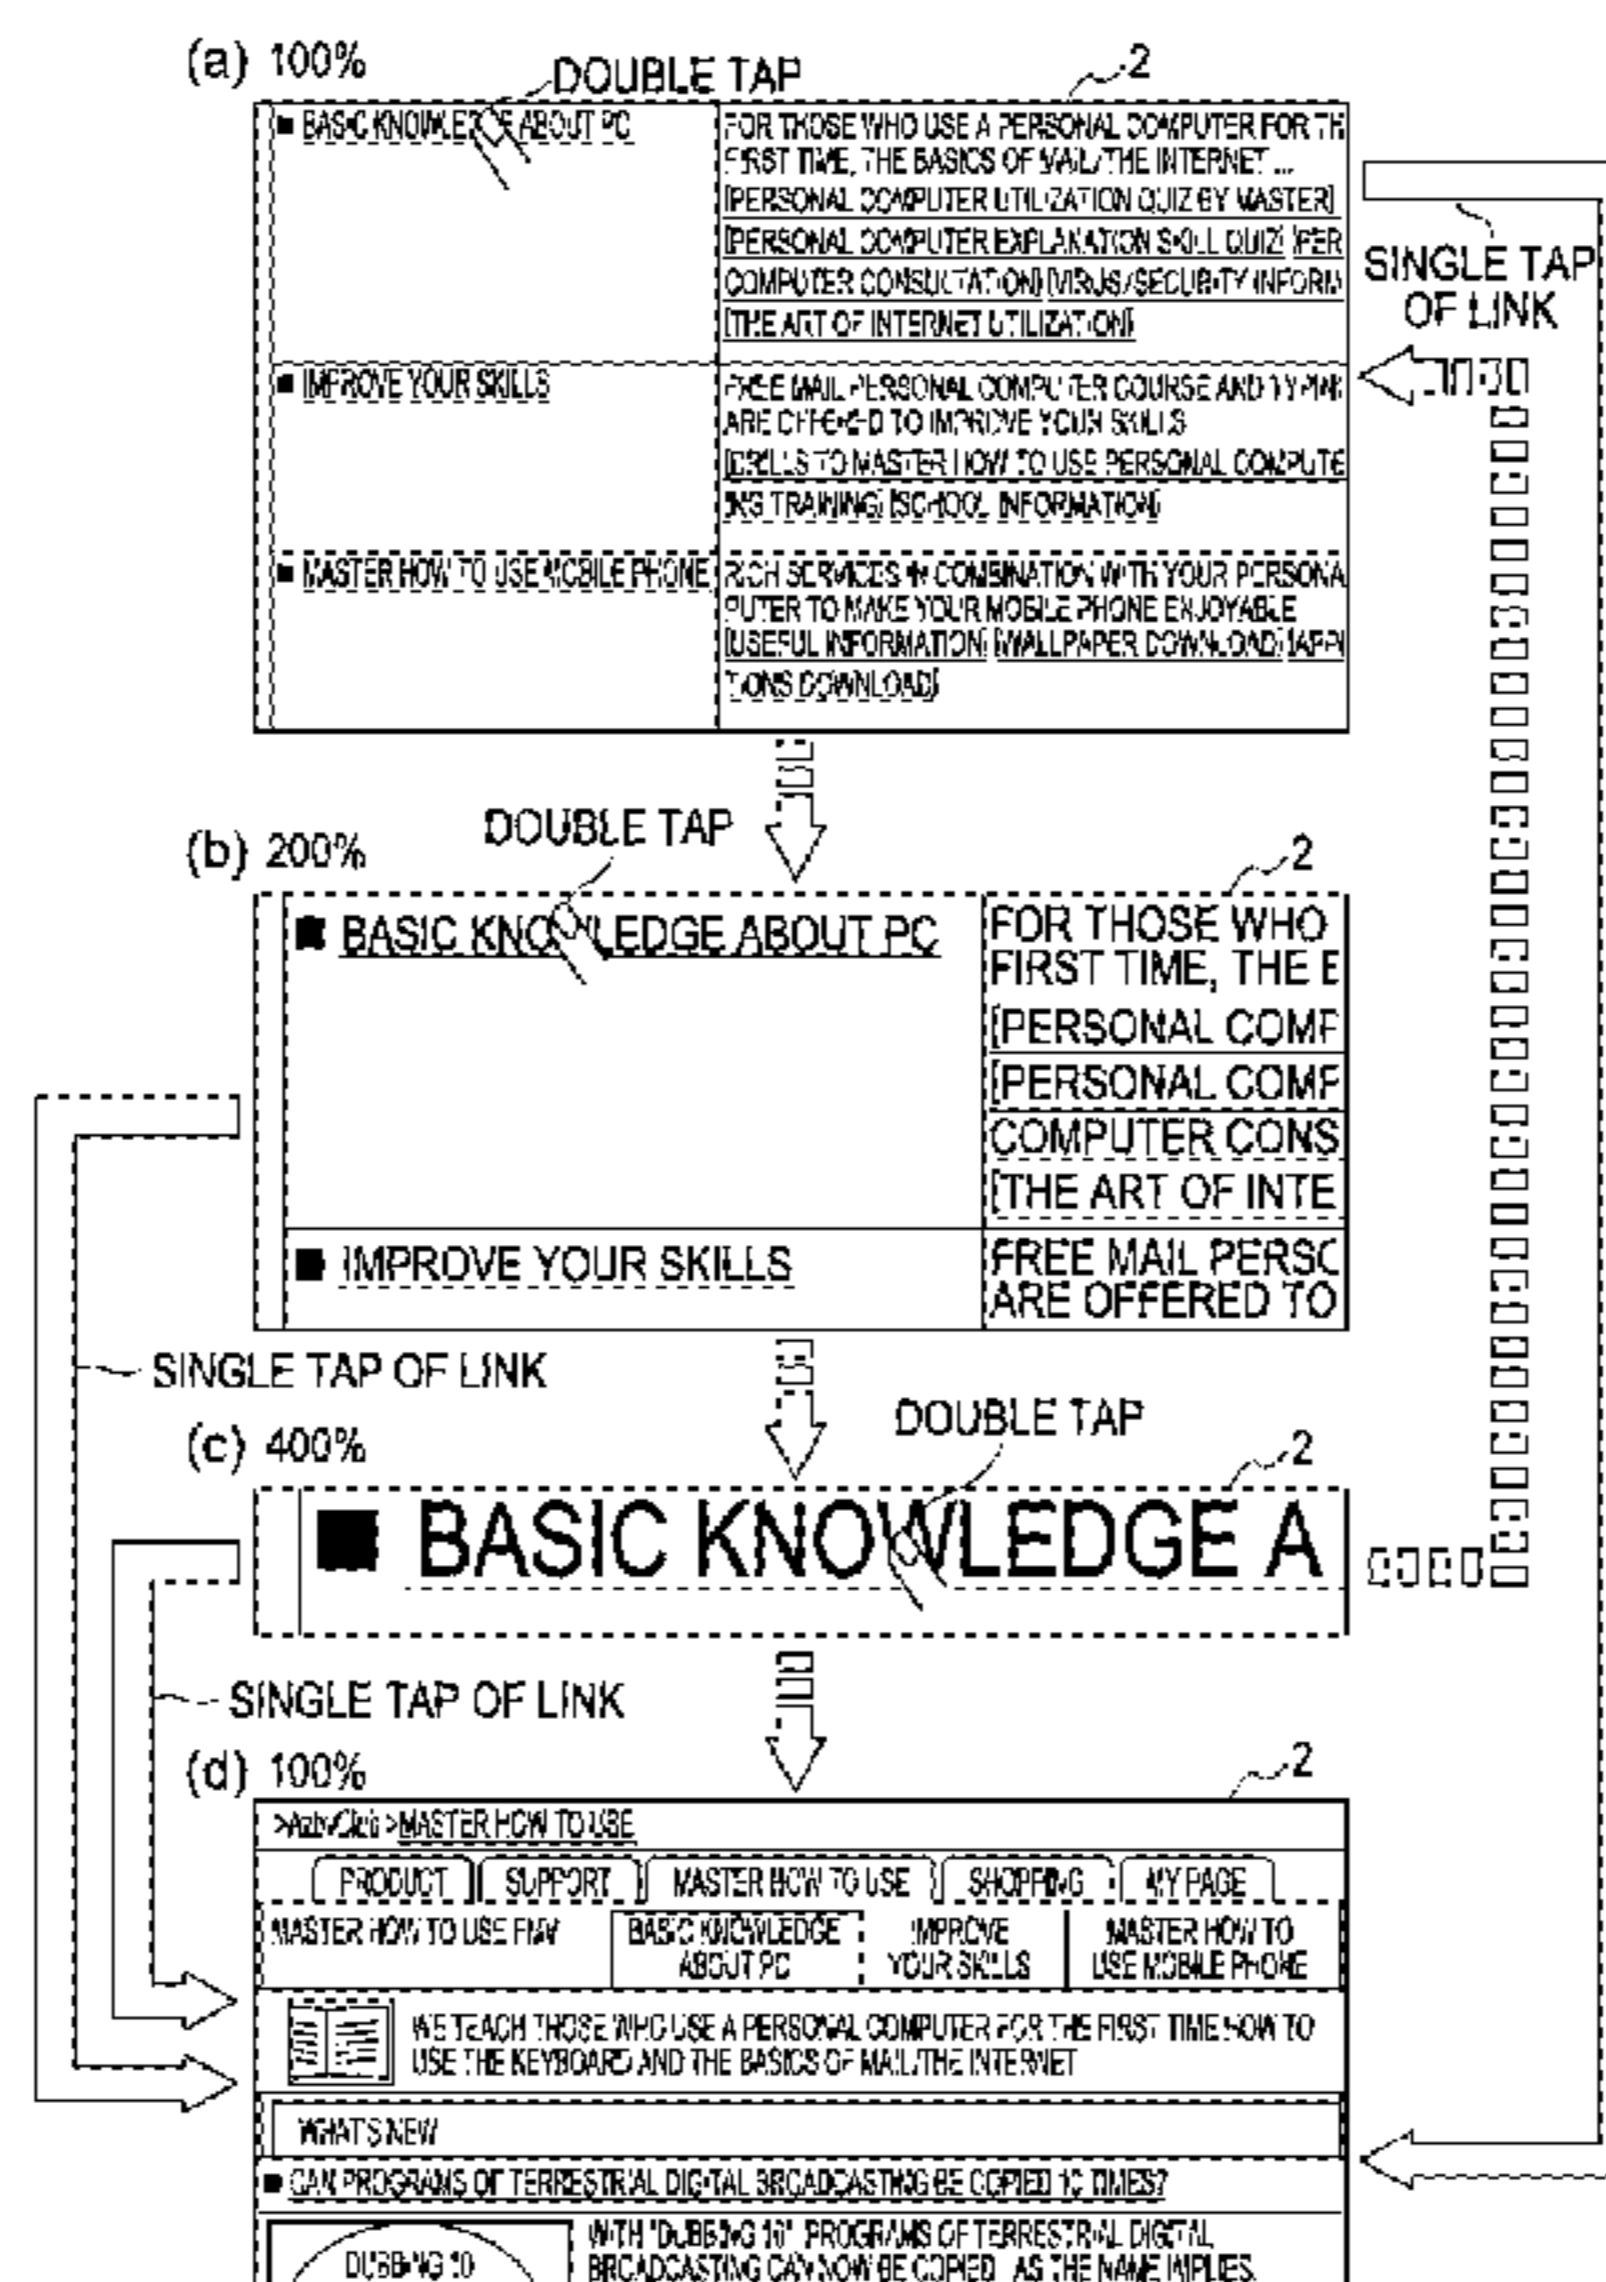 (a) 100%
DOUBLE TAP
2
■ BASIC KNOWLEDGE ABOUT PC
FOR THOSE WHO USE A PERSONAL COMPUTER FOR TH
FIRST TIME, THE BASICS OF MAIL/THE INTERNET ...
[PERSONAL COMPUTER UTILIZATION QUIZ BY MASTER]
[PERSONAL COMPUTER EXPLANATION SKILL QUIZ] [PER
COMPUTER CONSULTATION] [VIRUS/SECURITY INFORM
[THE ART OF INTERNET UTILIZATION]
SINGLE TAP
OF LINK
■ IMPROVE YOUR SKILLS
FREE MAIL PERSONAL COMPUTER COURSE AND TYPING
ARE OFFERED TO IMPROVE YOUR SKILLS
[DRILLS TO MASTER HOW TO USE PERSONAL COMPUTE
TRAINING] [SCHOOL INFORMATION]
■ MASTER HOW TO USE MOBILE PHONE
RICH SERVICES IN COMBINATION WITH YOUR PERSONA
PUTER TO MAKE YOUR MOBILE PHONE ENJOYABLE
[USEFUL INFORMATION] [WALLPAPER DOWNLOAD] [APPI
TIONS DOWNLOAD]
DOUBLE TAP
(b) 200%
2
■ BASIC KNOWLEDGE ABOUT PC
FOR THOSE WHO
FIRST TIME, THE B
[PERSONAL COMP
[PERSONAL COMP
COMPUTER CONS
[THE ART OF INTE
■ IMPROVE YOUR SKILLS
FREE MAIL PERSO
ARE OFFERED TO
SINGLE TAP OF LINK
DOUBLE TAP
(c) 400%
2
■ BASIC KNOWLEDGE A
SINGLE TAP OF LINK
(d) 100%
2
>MASTER HOW TO USE
PRODUCT SUPPORT MASTER HOW TO USE SHOPPING MY PAGE
MASTER HOW TO USE FMV
BASIC KNOWLEDGE
ABOUT PC
IMPROVE
YOUR SKILLS
MASTER HOW TO
USE MOBILE PHONE
WE TEACH THOSE WHO USE A PERSONAL COMPUTER FOR THE FIRST TIME HOW TO
USE THE KEYBOARD AND THE BASICS OF MAIL/THE INTERNET
WHAT'S NEW
■ CAN PROGRAMS OF TERRESTRIAL DIGITAL BROADCASTING BE COPIED 10 TIMES?
DUBBING 10
WITH "DUBBING 10" PROGRAMS OF TERRESTRIAL DIGITAL
BROADCASTING CAN NOW BE COPIED. AS THE NAME IMPLIES,